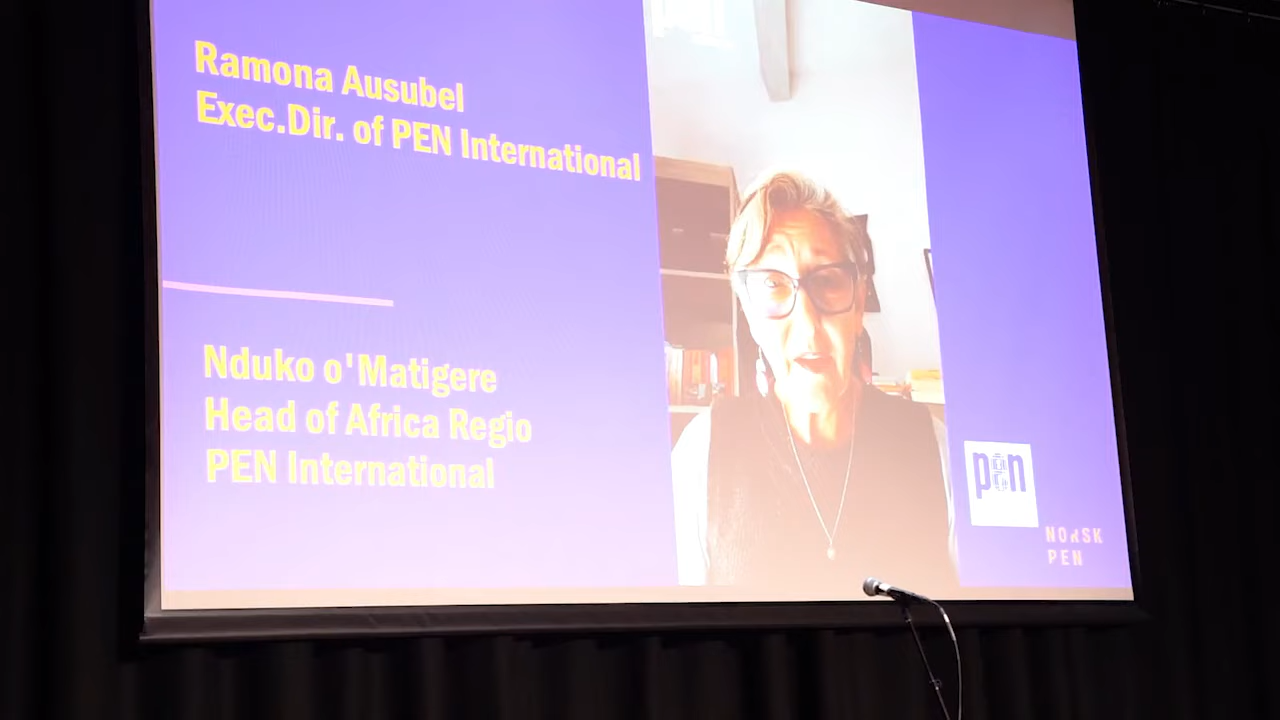 Ramona Ausubel
Exec.Dir. of PEN International
Nduko o'Matigere
Head of Africa Regio
PEN International
pen
NORSK
PEN